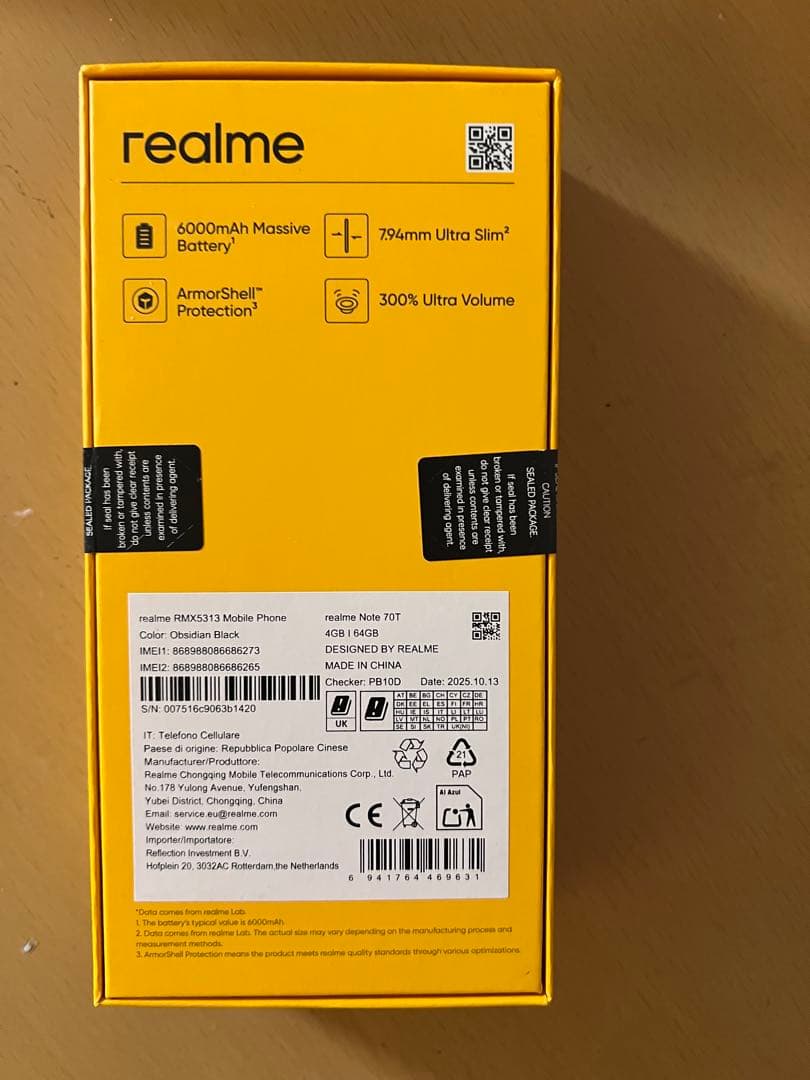 realme
6000mAh Massive
Battery¹
7.94mm Ultra Slim²
ArmorShell™
Protection³
300% Ultra Volume
SEALED PACKAGE
If seal has been
broken or tampered with,
do not give clear receipt
unless contents are
examined in presence
of delivering agent.
CAUTION
SEALED PACKAGE.
If seal has been
broken or tampered with,
do not give clear receipt
unless contents are
examined in presence
of delivering agent.
realme RMX5313 Mobile Phone
Color: Obsidian Black
IMEI1: 868988086686273
IMEI2: 868988086686265
S/N: 007516c9063b1420
realme Note 70T
4GB | 64GB
DESIGNED BY REALME
MADE IN CHINA
Checker: PB10D Date: 2025.10.13
UK
AT BE BG CH CY CZ DE
DK EE EL ES FI FR HR
HU IE IS IT LI LT LU
LV MT NL NO PL PT RO
SE SI SK TR UK(NI)
IT: Telefono Cellulare
Paese di origine: Repubblica Popolare Cinese
Manufacturer/Produttore:
Realme Chongqing Mobile Telecommunications Corp., Ltd.
No.178 Yulong Avenue, Yufengshan,
Yubei District, Chongqing, China
Email: service.eu@realme.com
Website: www.realme.com
Importer/Importatore:
Reflection Investment B.V.
Hofplein 20, 3032AC Rotterdam,the Netherlands
21
PAP
CE
Al Azul
6 941764 469631
*Data comes from realme Lab.
1. The battery's typical value is 6000mAh.
2. Data comes from realme Lab. The actual size may vary depending on the manufacturing process and
measurement methods.
3. ArmorShell Protection means the product meets realme quality standards through various optimizations.